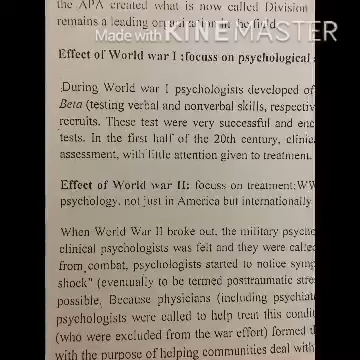 the APA created what is now called Division
remains a leading organization in the field
Made with KINEMASTER
Effect of World war I :focuss on psychological
During World war I psychologists developed
Beta (testing verbal and nonverbal skills, respectiv
recruits. These test were very successful and enc
tests. In the first half of the 20th century, clinic
assessment, with little attention given to treatment.
Effect of World war II: focuss on treatment:WW
psychology, not just in America but internationally
When World War II broke out, the military psycho
clinical psychologists was felt and they were called
from combat, psychologists started to notice symp
shock" (eventually to be termed posttraumatic stre
possible, Because physicians (including psychiat
psychologists were called to help treat this condit
(who were excluded from the war effort) formed
with the purpose of helping communities deal with